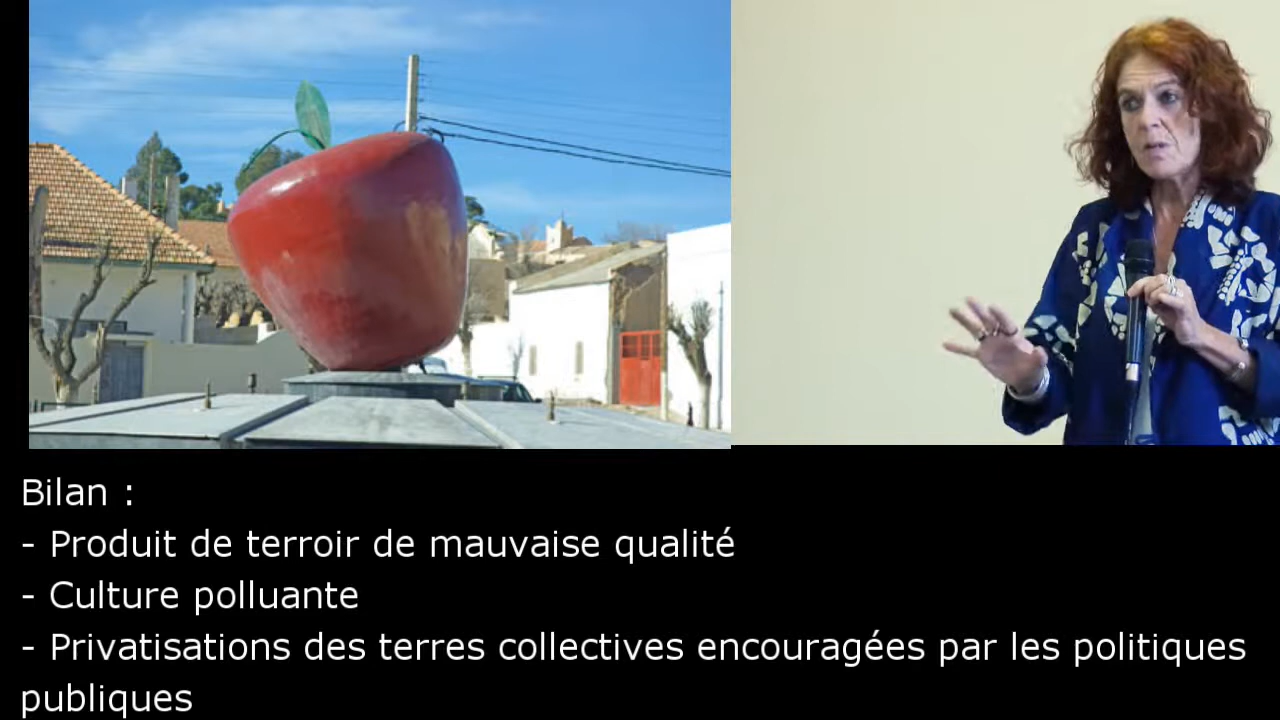 Bilan :
- Produit de terroir de mauvaise qualité
- Culture polluante
- Privatisations des terres collectives encouragées par les politiques
publiques